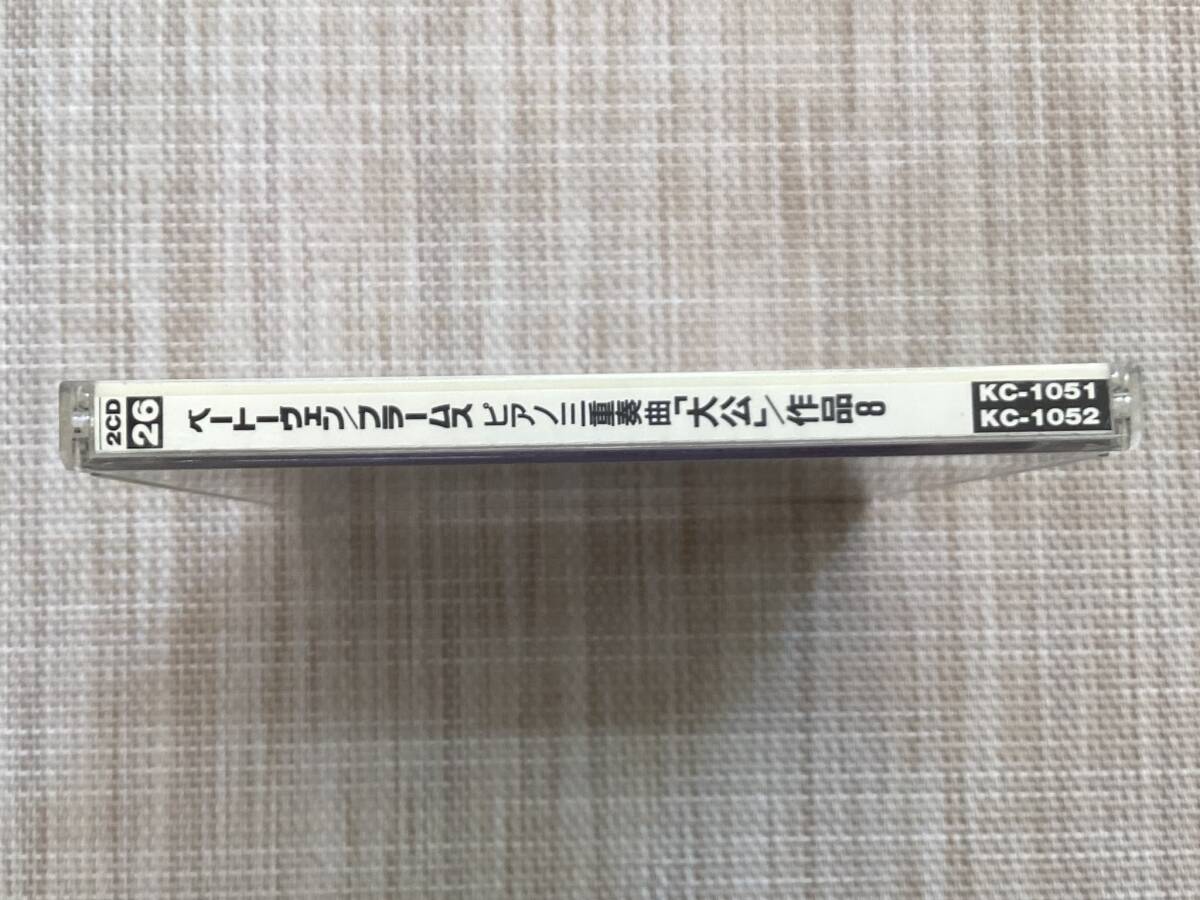 2CD
26
ベートーヴェン/ブラームス ピアノ三重奏曲「大公」/作品8
KC-1051
KC-1052